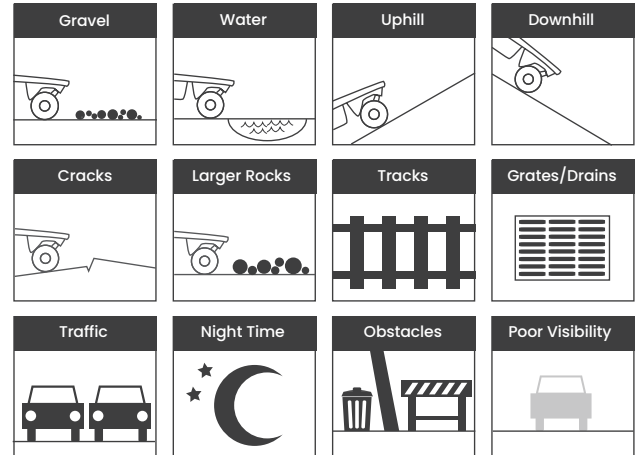 Gravel
Water
Uphill
Downhill
Cracks
Larger Rocks
Tracks
Grates/Drains
Traffic
Night Time
Obstacles
Poor Visibility